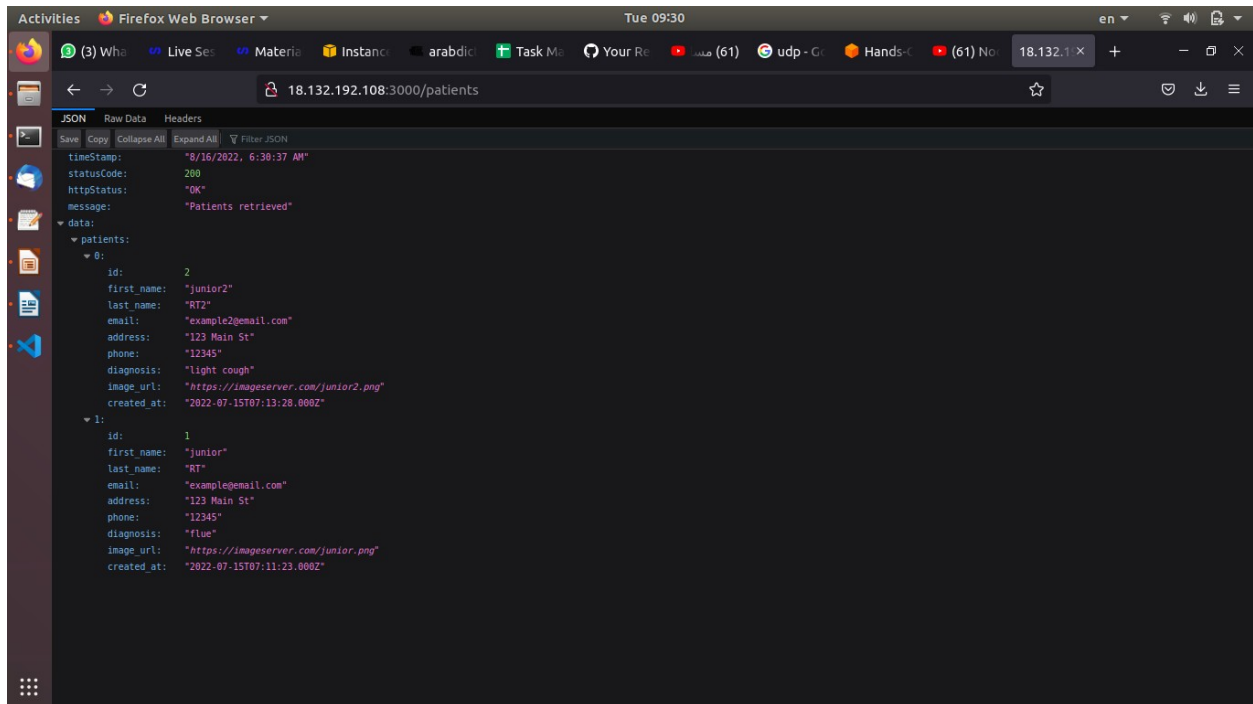 Activities Firefox Web Browser Tue 09:30 en
(3) Wha Live Ses Materia Instance arabdic Task Ma Your Re (61) مسد udp - Go Hands-O (61) No 18.132.1
18.132.192.108:3000/patients
JSON Raw Data Headers
Save Copy Collapse All Expand All Filter JSON
timeStamp: "8/16/2022, 6:30:37 AM"
statusCode: 200
httpStatus: "OK"
message: "Patients retrieved"
data:
patients:
0:
id: 2
first_name: "junior2"
last_name: "RT2"
email: "example2@email.com"
address: "123 Main St"
phone: "12345"
diagnosis: "light cough"
image_url: "https://imageserver.com/junior2.png"
created_at: "2022-07-15T07:13:28.000Z"
1:
id: 1
first_name: "junior"
last_name: "RT"
email: "example@email.com"
address: "123 Main St"
phone: "12345"
diagnosis: "flue"
image_url: "https://imageserver.com/junior.png"
created_at: "2022-07-15T07:11:23.000Z"